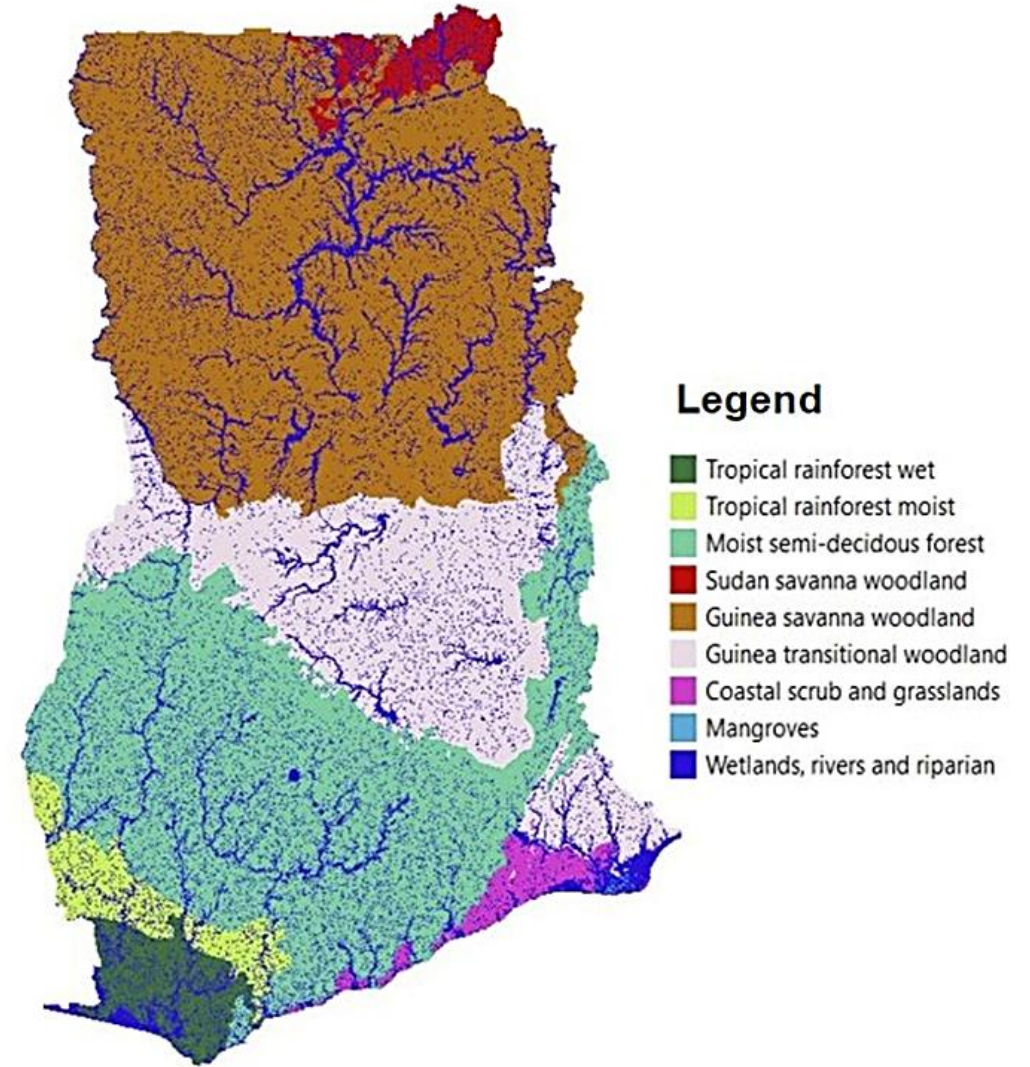 Legend
Tropical rainforest wet
Tropical rainforest moist
Moist semi-decidous forest
Sudan savanna woodland
Guinea savanna woodland
Guinea transitional woodland
Coastal scrub and grasslands
Mangroves
Wetlands, rivers and riparian